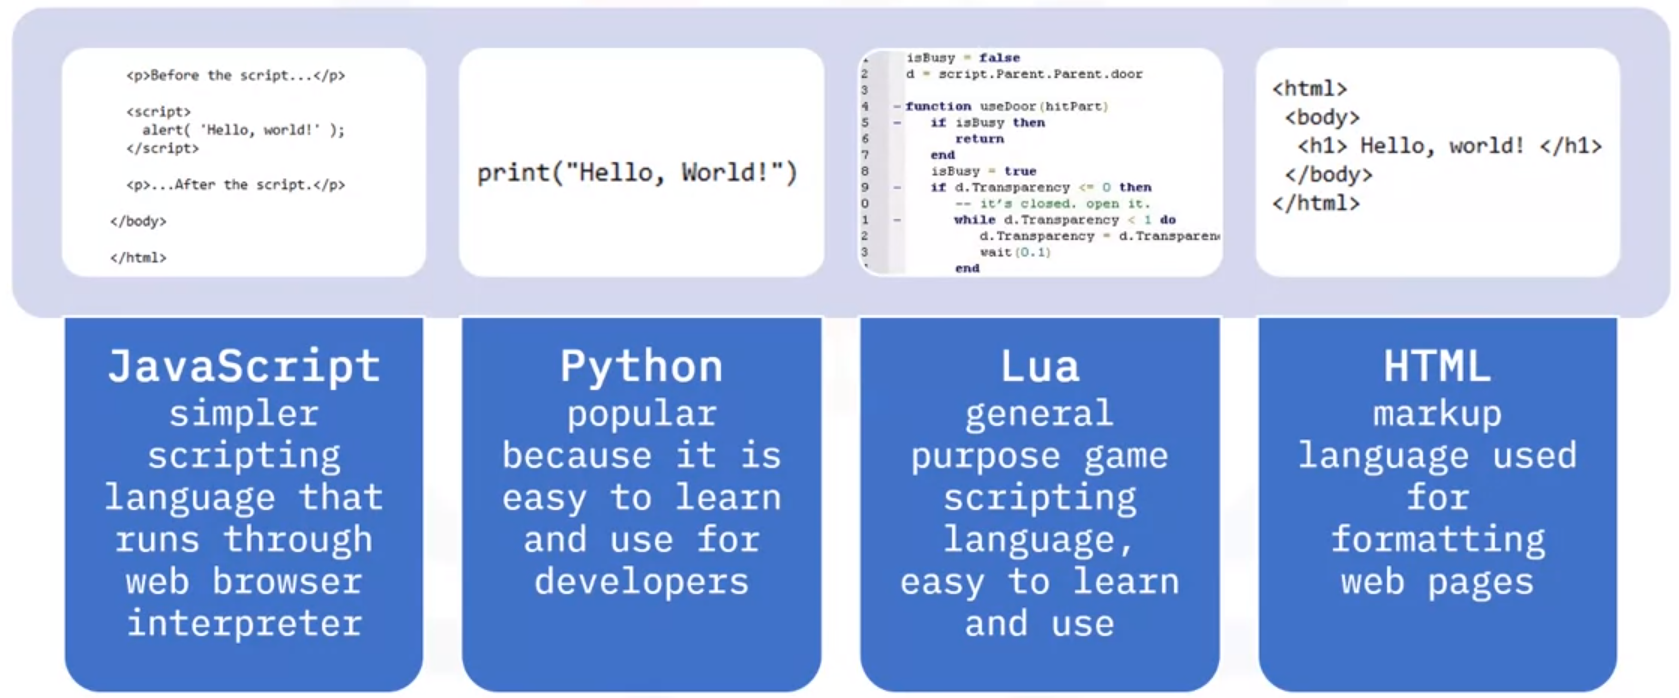 <p>Before the script...</p>
<script>
alert( 'Hello, world!' );
</script>
<p>...After the script.</p>
</body>
</html>
print("Hello, World!")
isBusy = false
2 d = script.Parent.Parent.door
3
4 - function useDoor(hitPart)
5 - if isBusy then
6 return
7 end
8 isBusy = true
9 - if d.Transparency <= 0 then
0 -- it's closed. open it.
1 - while d.Transparency < 1 do
2 d.Transparency = d.Transparen
3 wait(0.1)
end
<html>
<body>
<h1> Hello, world! </h1>
</body>
</html>
JavaScript
simpler
scripting
language that
runs through
web browser
interpreter
Python
popular
because it is
easy to learn
and use for
developers
Lua
general
purpose game
scripting
language,
easy to learn
and use
HTML
markup
language used
for
formatting
web pages